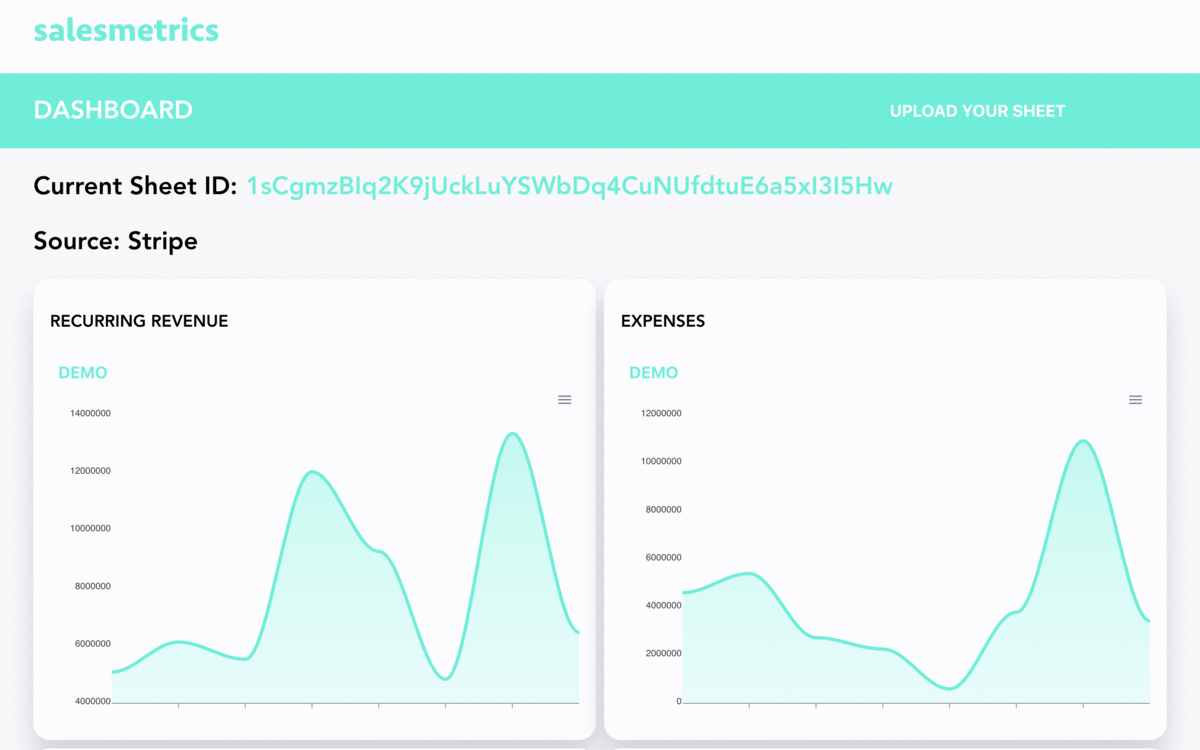 salesmetrics
DASHBOARD
UPLOAD YOUR SHEET
Current Sheet ID: 1sCgmzBIq2K9jUckLuYSWbDq4CuNUfdtuE6a5xI3I5Hw
Source: Stripe
RECURRING REVENUE
DEMO
14000000
12000000
10000000
8000000
6000000
4000000
EXPENSES
DEMO
12000000
10000000
8000000
6000000
4000000
2000000
0